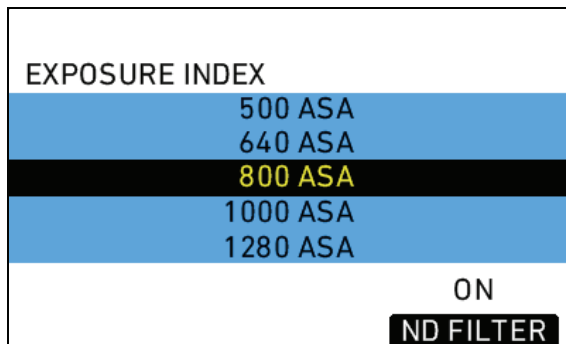 EXPOSURE INDEX
500 ASA
640 ASA
800 ASA
1000 ASA
1280 ASA
ON
ND FILTER